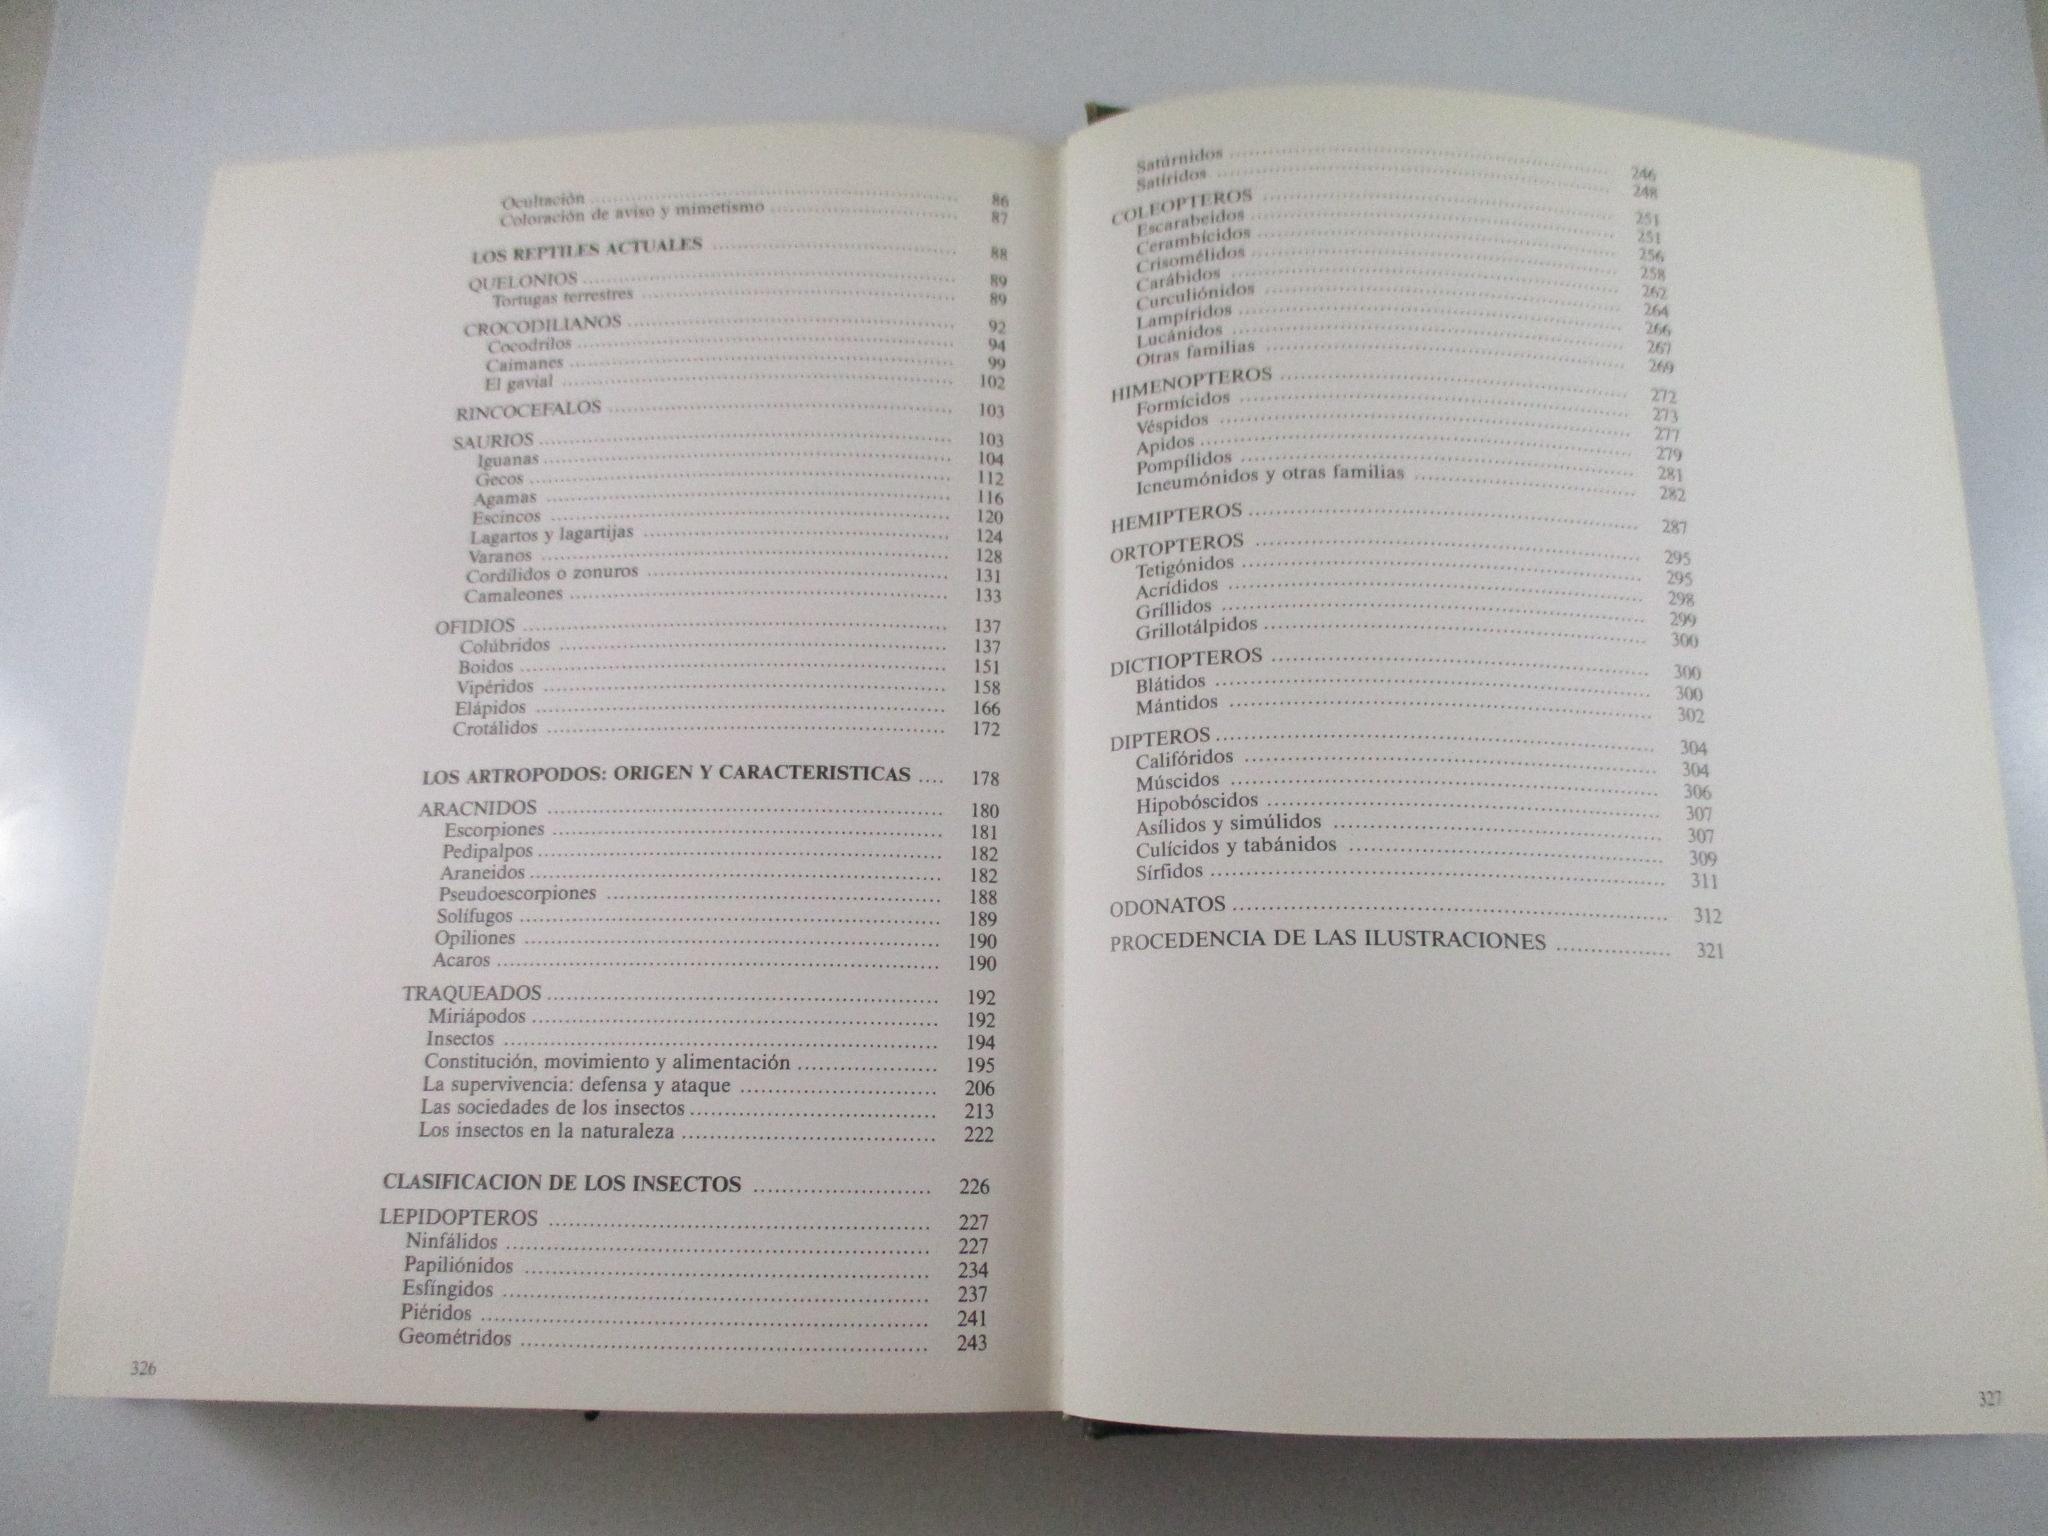 Ocultación ........ 86
Coloración de aviso y mimetismo ........ 87
LOS REPTILES ACTUALES ........ 88
QUELONIOS ........ 89
Tortugas terrestres ........ 89
CROCODILIANOS ........ 92
Cocodrilos ........ 94
Caimanes ........ 99
El gavial ........ 102
RINCOCEFALOS ........ 103
SAURIOS ........ 103
Iguanas ........ 104
Gecos ........ 112
Agamas ........ 116
Escincos ........ 120
Lagartos y lagartijas ........ 124
Varanos ........ 128
Cordílidos o zonuros ........ 131
Camaleones ........ 133
OFIDIOS ........ 137
Colúbridos ........ 137
Boidos ........ 151
Vipéridos ........ 158
Elápidos ........ 166
Crotálidos ........ 172
LOS ARTROPODOS: ORIGEN Y CARACTERISTICAS .... 178
ARACNIDOS ........ 180
Escorpiones ........ 181
Pedipalpos ........ 182
Araneidos ........ 182
Pseudoescorpiones ........ 188
Solífugos ........ 189
Opiliones ........ 190
Acaros ........ 190
TRAQUEADOS ........ 192
Miriápodos ........ 192
Insectos ........ 194
Constitución, movimiento y alimentación ........ 195
La supervivencia: defensa y ataque ........ 206
Las sociedades de los insectos ........ 213
Los insectos en la naturaleza ........ 222
CLASIFICACION DE LOS INSECTOS ........ 226
LEPIDOPTEROS ........ 227
Ninfálidos ........ 227
Papiliónidos ........ 234
Esfíngidos ........ 237
Piéridos ........ 241
Geométridos ........ 243
326
Satúrnidos ........ 246
Satíridos ........ 248
COLEOPTEROS ........ 251
Escarabeidos ........ 251
Cerambícidos ........ 256
Crisomélidos ........ 258
Carábidos ........ 262
Curculiónidos ........ 264
Lampíridos ........ 266
Lucánidos ........ 267
Otras familias ........ 269
HIMENOPTEROS ........ 272
Formícidos ........ 273
Véspidos ........ 277
Apidos ........ 279
Pompílidos ........ 281
Icneumónidos y otras familias ........ 282
HEMIPTEROS ........ 287
ORTOPTEROS ........ 295
Tetigónidos ........ 295
Acrídidos ........ 298
Gríllidos ........ 299
Grillotálpidos ........ 300
DICTIOPTEROS ........ 300
Blátidos ........ 300
Mántidos ........ 302
DIPTEROS ........ 304
Califóridos ........ 304
Múscidos ........ 306
Hipobóscidos ........ 307
Asílidos y simúlidos ........ 307
Culícidos y tabánidos ........ 309
Sírfidos ........ 311
ODONATOS ........ 312
PROCEDENCIA DE LAS ILUSTRACIONES ........ 321
327